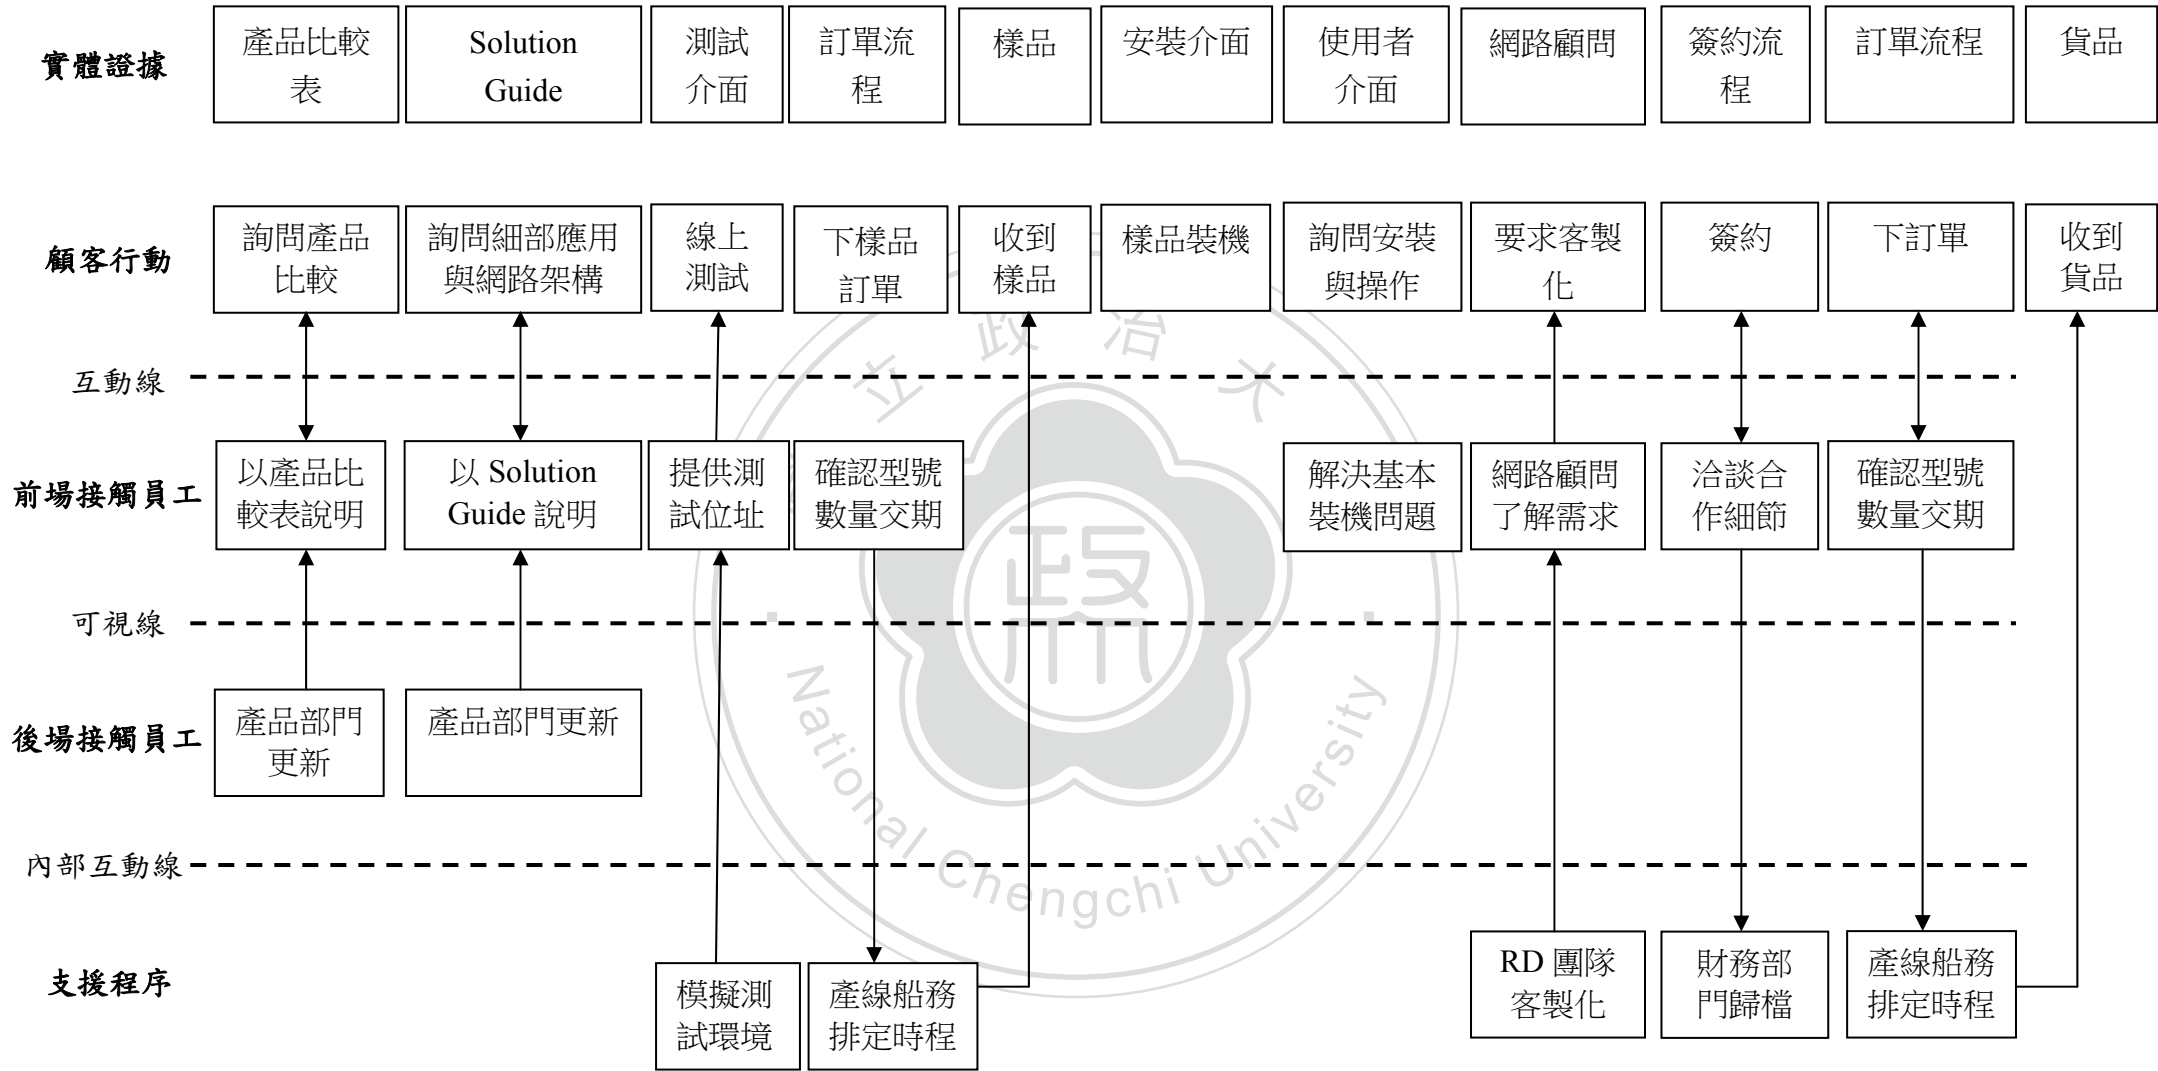 實體證據
產品比較
表
Solution
Guide
測試
介面
訂單流
程
樣品
安裝介面
使用者
介面
網路顧問
簽約流
程
訂單流程
貨品
顧客行動
詢問產品
比較
詢問細部應用
與網路架構
線上
測試
下樣品
訂單
收到
樣品
樣品裝機
詢問安裝
與操作
要求客製
化
簽約
下訂單
收到
貨品
互動線
前場接觸員工
以產品比
較表說明
以 Solution
Guide 說明
提供測
試位址
確認型號
數量交期
解決基本
裝機問題
網路顧問
了解需求
洽談合
作細節
確認型號
數量交期
可視線
後場接觸員工
產品部門
更新
產品部門更新
內部互動線
支援程序
模擬測
試環境
產線船務
排定時程
RD 團隊
客製化
財務部
門歸檔
產線船務
排定時程
立政治大
政
National Chengchi University